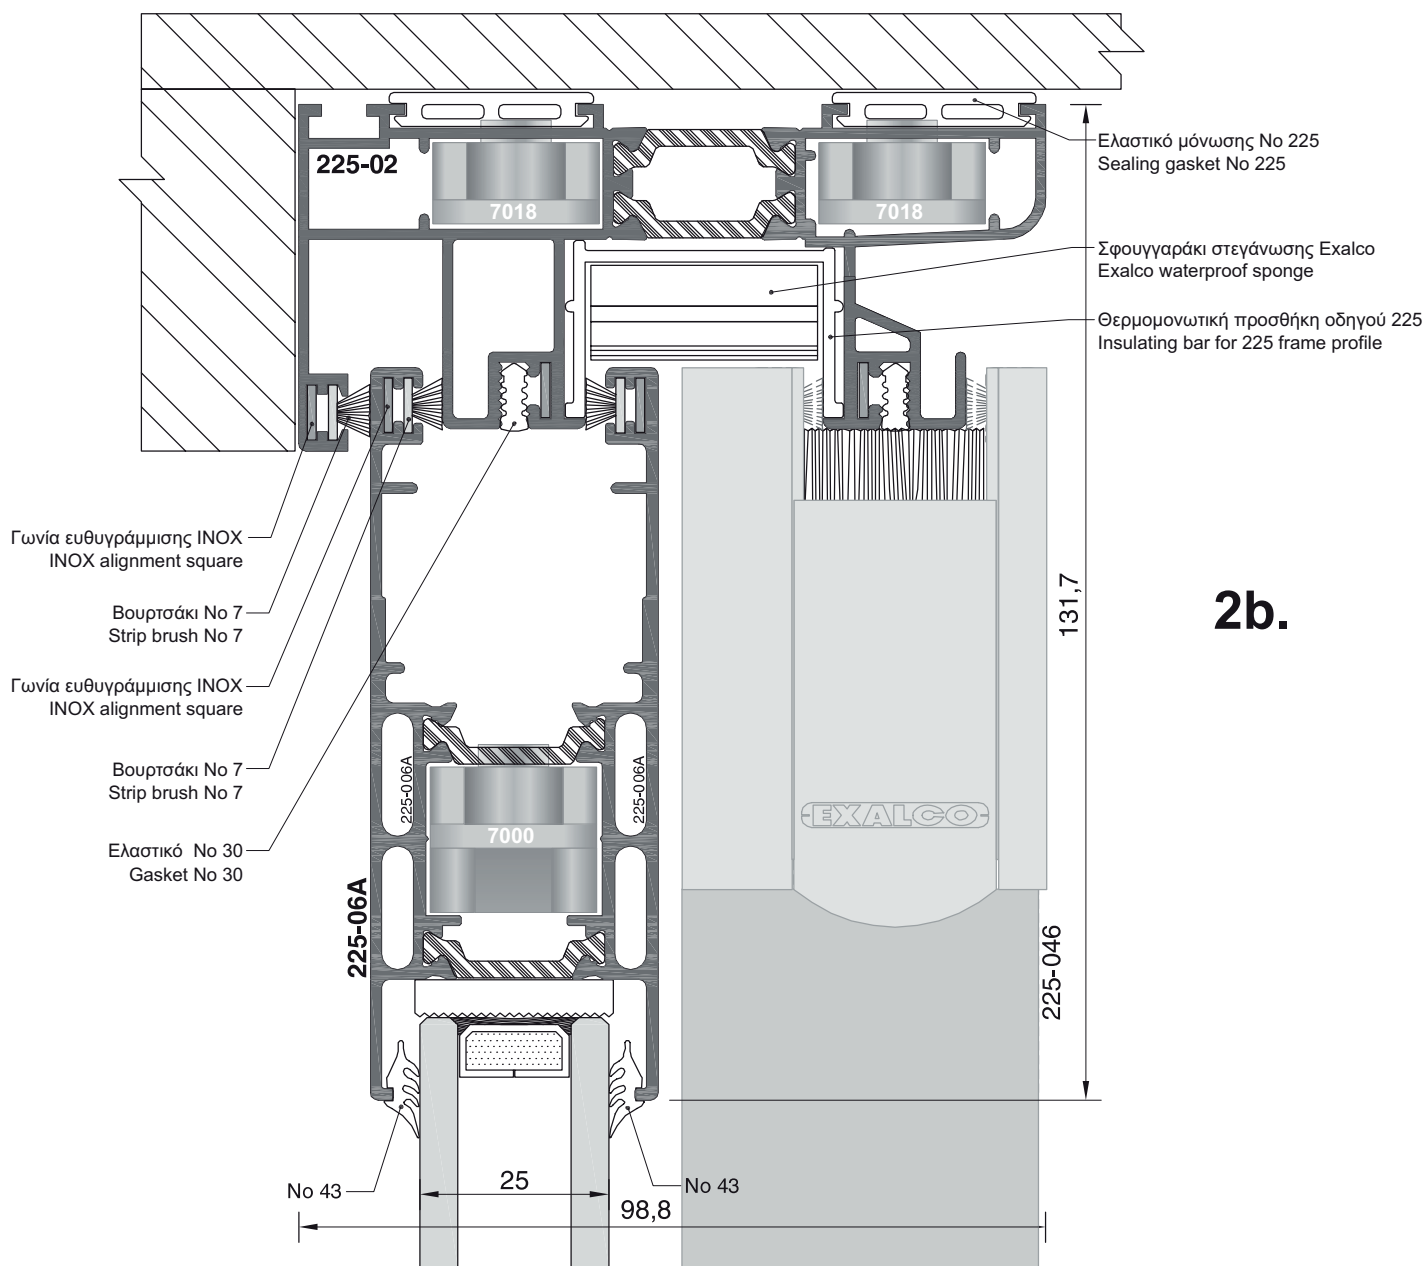 225-02
7018
7018
Ελαστικό μόνωσης No 225
Sealing gasket No 225
Σφουγγαράκι στεγάνωσης Exalco
Exalco waterproof sponge
Θερμομονωτική προσθήκη οδηγού 225
Insulating bar for 225 frame profile
Γωνία ευθυγράμμισης INOX
INOX alignment square
Βουρτσάκι No 7
Strip brush No 7
Γωνία ευθυγράμμισης INOX
INOX alignment square
Βουρτσάκι No 7
Strip brush No 7
Ελαστικό No 30
Gasket No 30
131,7
2b.
225-006A
225-006A
7000
EXALCO
225-06A
225-046
No 43
25
No 43
98,8